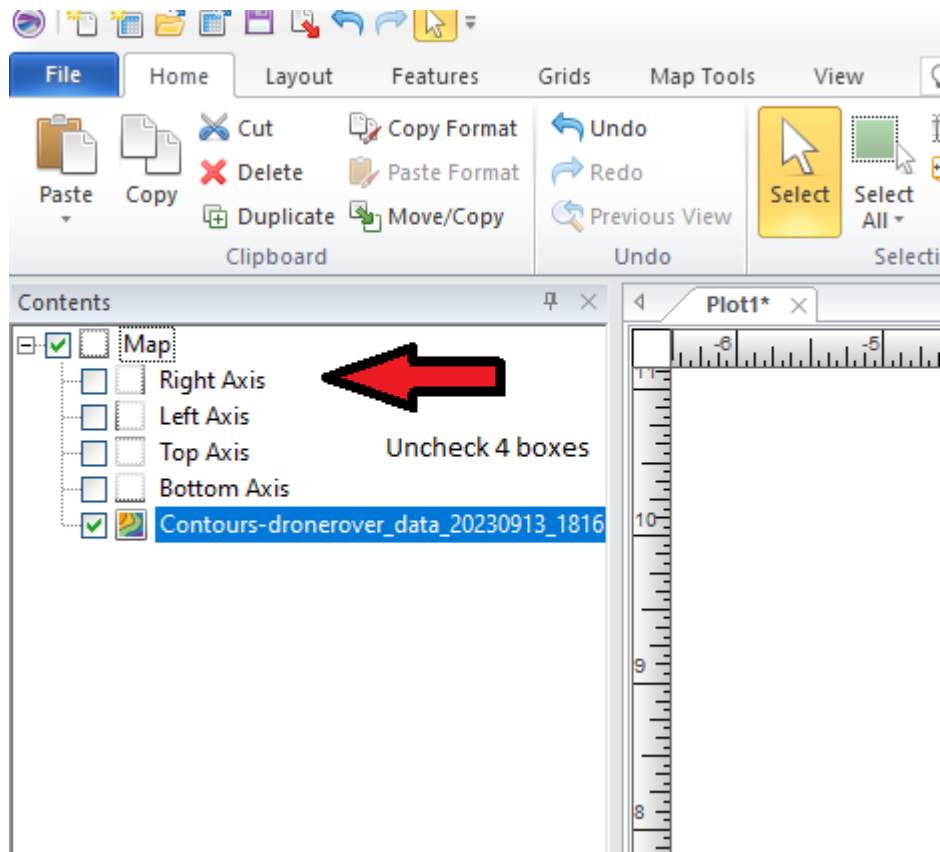 File Home Layout Features Grids Map Tools View
Cut Copy Format Undo
Delete Paste Format Redo
Paste Copy Select Select
Duplicate Move/Copy Previous View All
Clipboard Undo
Contents Plot1*
Map -6 -5
Right Axis 11
Left Axis
Top Axis Uncheck 4 boxes
Bottom Axis
Contours-dronerover_data_20230913_1816 10
9
8